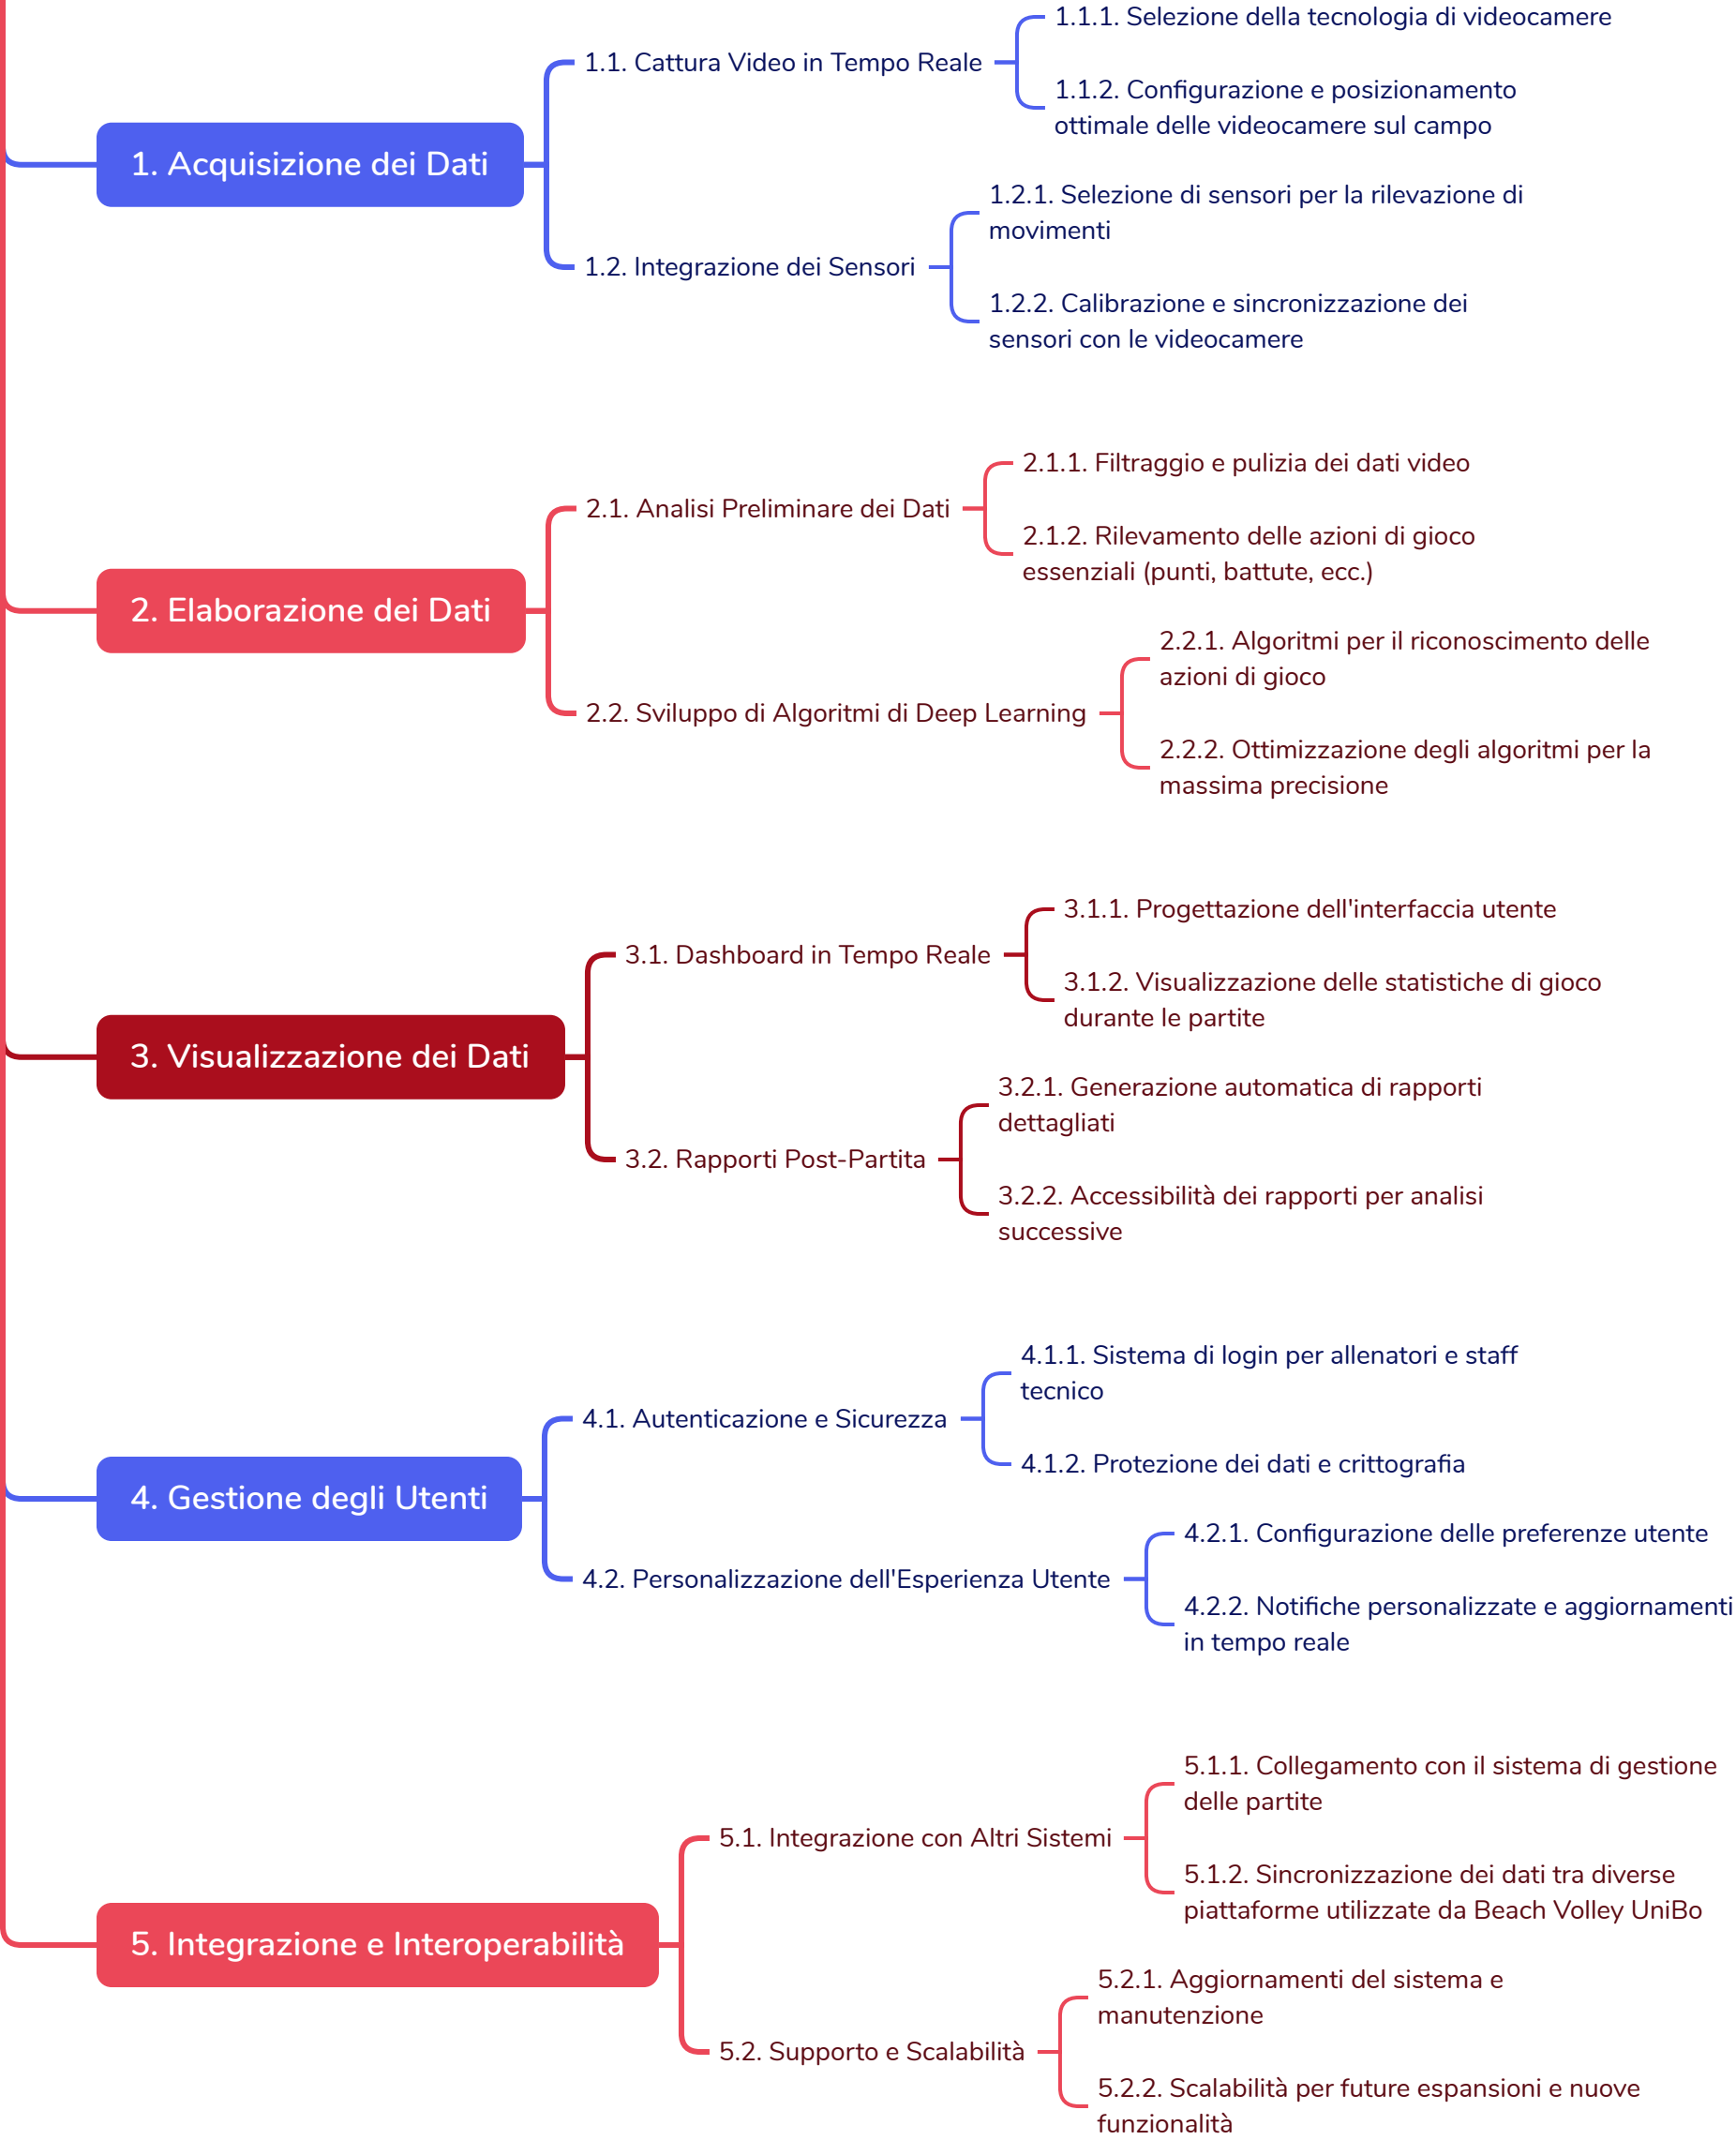 1. Acquisizione dei Dati
1.1. Cattura Video in Tempo Reale
1.1.1. Selezione della tecnologia di videocamere
1.1.2. Configurazione e posizionamento
ottimale delle videocamere sul campo
1.2. Integrazione dei Sensori
1.2.1. Selezione di sensori per la rilevazione di
movimenti
1.2.2. Calibrazione e sincronizzazione dei
sensori con le videocamere
2. Elaborazione dei Dati
2.1. Analisi Preliminare dei Dati
2.1.1. Filtraggio e pulizia dei dati video
2.1.2. Rilevamento delle azioni di gioco
essenziali (punti, battute, ecc.)
2.2. Sviluppo di Algoritmi di Deep Learning
2.2.1. Algoritmi per il riconoscimento delle
azioni di gioco
2.2.2. Ottimizzazione degli algoritmi per la
massima precisione
3. Visualizzazione dei Dati
3.1. Dashboard in Tempo Reale
3.1.1. Progettazione dell'interfaccia utente
3.1.2. Visualizzazione delle statistiche di gioco
durante le partite
3.2. Rapporti Post-Partita
3.2.1. Generazione automatica di rapporti
dettagliati
3.2.2. Accessibilità dei rapporti per analisi
successive
4. Gestione degli Utenti
4.1. Autenticazione e Sicurezza
4.1.1. Sistema di login per allenatori e staff
tecnico
4.1.2. Protezione dei dati e crittografia
4.2. Personalizzazione dell'Esperienza Utente
4.2.1. Configurazione delle preferenze utente
4.2.2. Notifiche personalizzate e aggiornamenti
in tempo reale
5. Integrazione e Interoperabilità
5.1. Integrazione con Altri Sistemi
5.1.1. Collegamento con il sistema di gestione
delle partite
5.1.2. Sincronizzazione dei dati tra diverse
piattaforme utilizzate da Beach Volley UniBo
5.2. Supporto e Scalabilità
5.2.1. Aggiornamenti del sistema e
manutenzione
5.2.2. Scalabilità per future espansioni e nuove
funzionalità